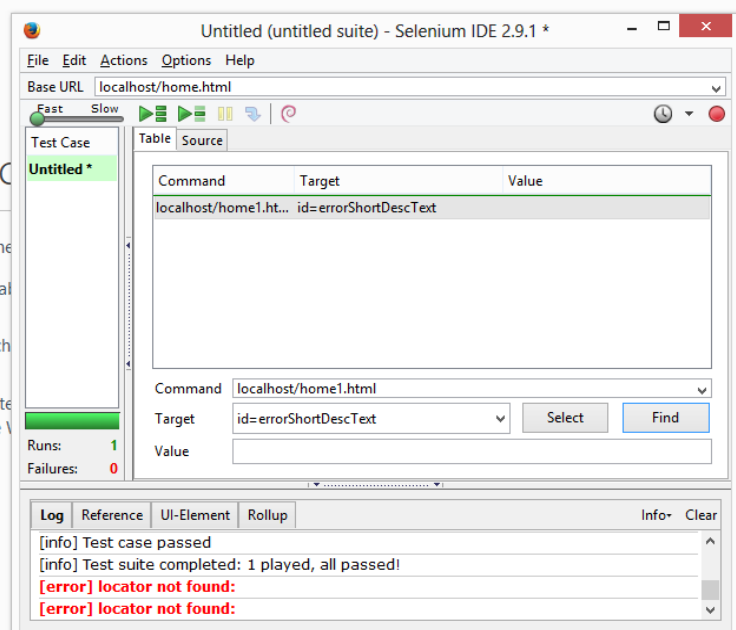 Untitled (untitled suite) - Selenium IDE 2.9.1 *
File Edit Actions Options Help
Base URL localhost/home.html
Fast Slow
Test Case
Untitled *
Table Source
Command Target Value
localhost/home1.ht... id=errorShortDescText
Command localhost/home1.html
Target id=errorShortDescText Select Find
Value
Runs: 1
Failures: 0
Log Reference UI-Element Rollup Info Clear
[info] Test case passed
[info] Test suite completed: 1 played, all passed!
[error] locator not found:
[error] locator not found: